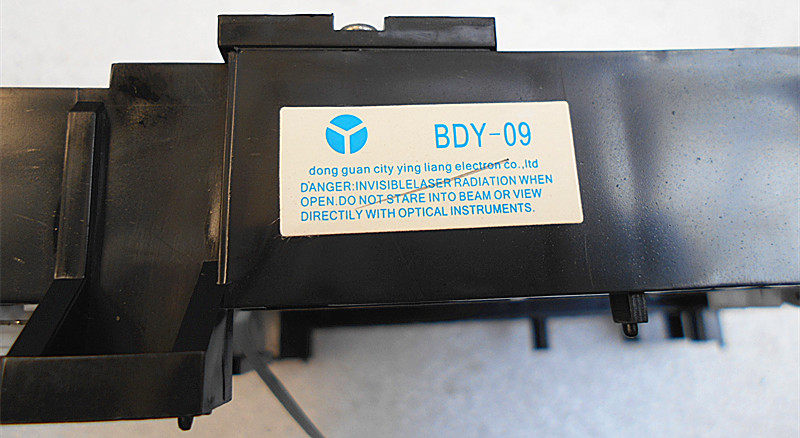 BDY-09
dong guan city ying liang electron co.,ltd
DANGER:INVISIBLELASER RADIATION WHEN
OPEN.DO NOT STARE INTO BEAM OR VIEW
DIRECTILY WITH OPTICAL INSTRUMENTS.